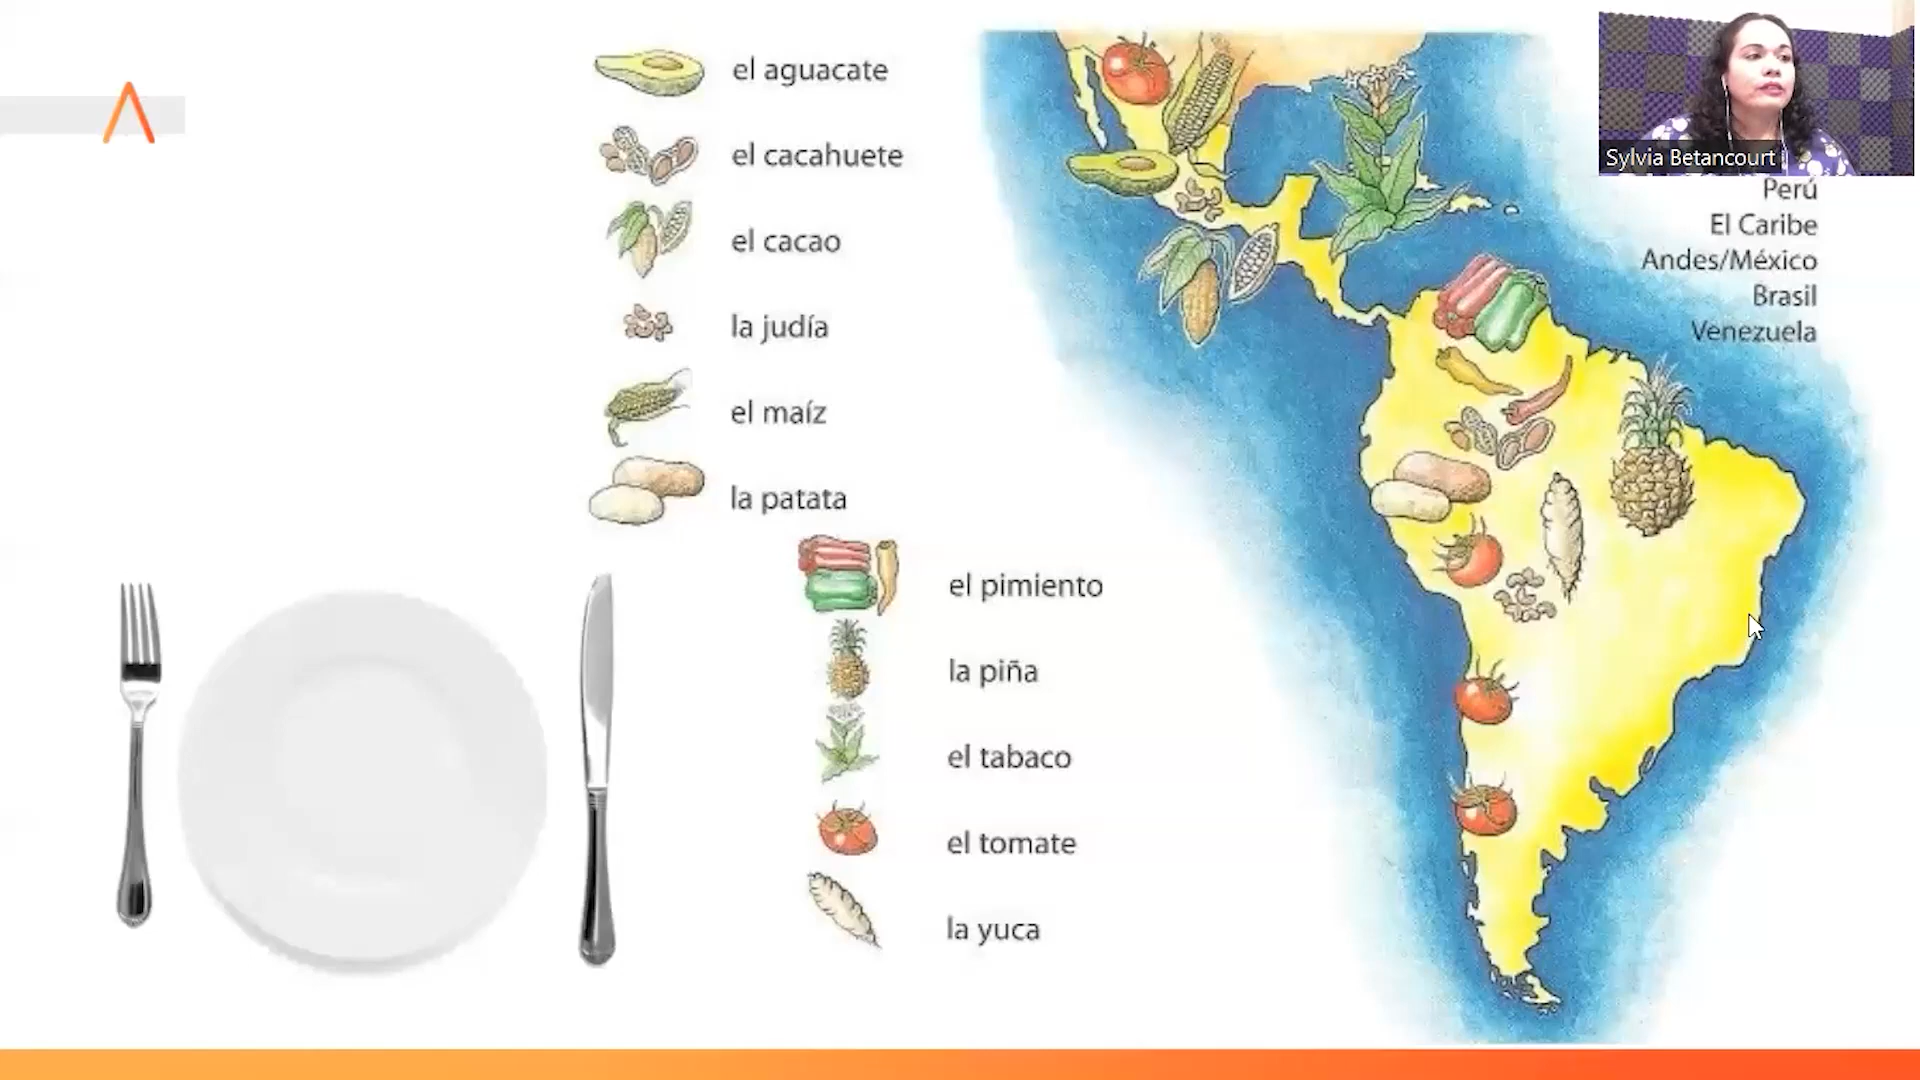 el aguacate
el cacahuete
el cacao
la judía
el maíz
la patata
el pimiento
la piña
el tabaco
el tomate
la yuca
Sylvia Betancourt
Perú
El Caribe
Andes/México
Brasil
Venezuela